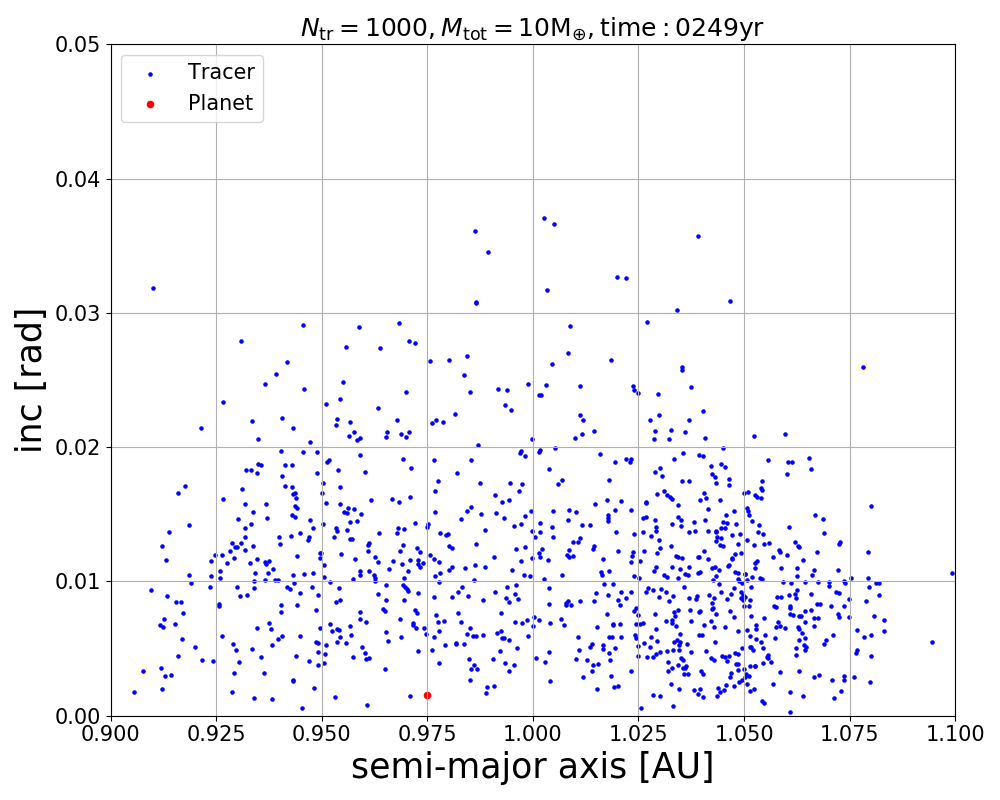 N_tr = 1000, M_tot = 10M_⊕, time : 0249yr
Tracer
Planet
0.05
0.04
0.03
0.02
0.01
0.00
inc [rad]
0.900 0.925 0.950 0.975 1.000 1.025 1.050 1.075 1.100
semi-major axis [AU]